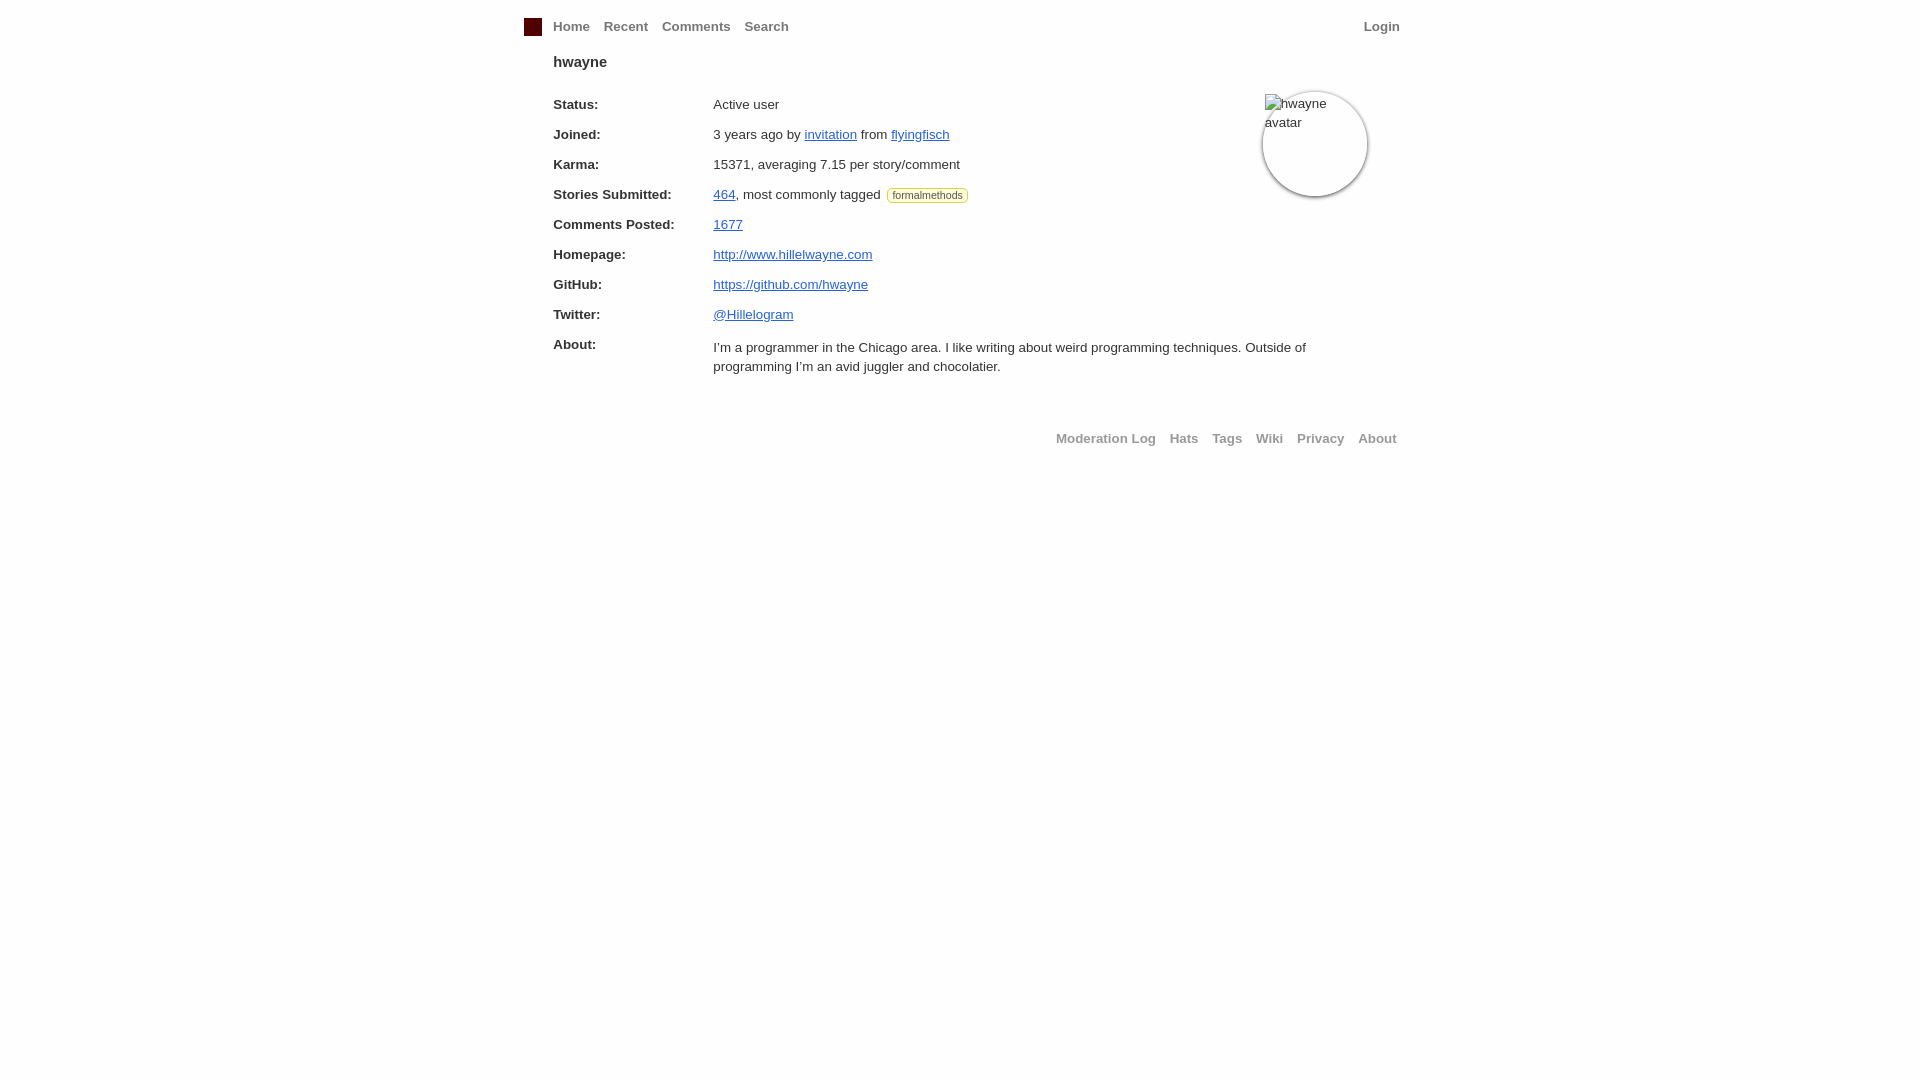 Home Recent Comments Search Login
hwayne
Status: Active user
hwayne avatar
Joined: 3 years ago by invitation from flyingfisch
Karma: 15371, averaging 7.15 per story/comment
Stories Submitted: 464, most commonly tagged formalmethods
Comments Posted: 1677
Homepage: http://www.hillelwayne.com
GitHub: https://github.com/hwayne
Twitter: @Hillelogram
About: I’m a programmer in the Chicago area. I like writing about weird programming techniques. Outside of
programming I’m an avid juggler and chocolatier.
Moderation Log Hats Tags Wiki Privacy About